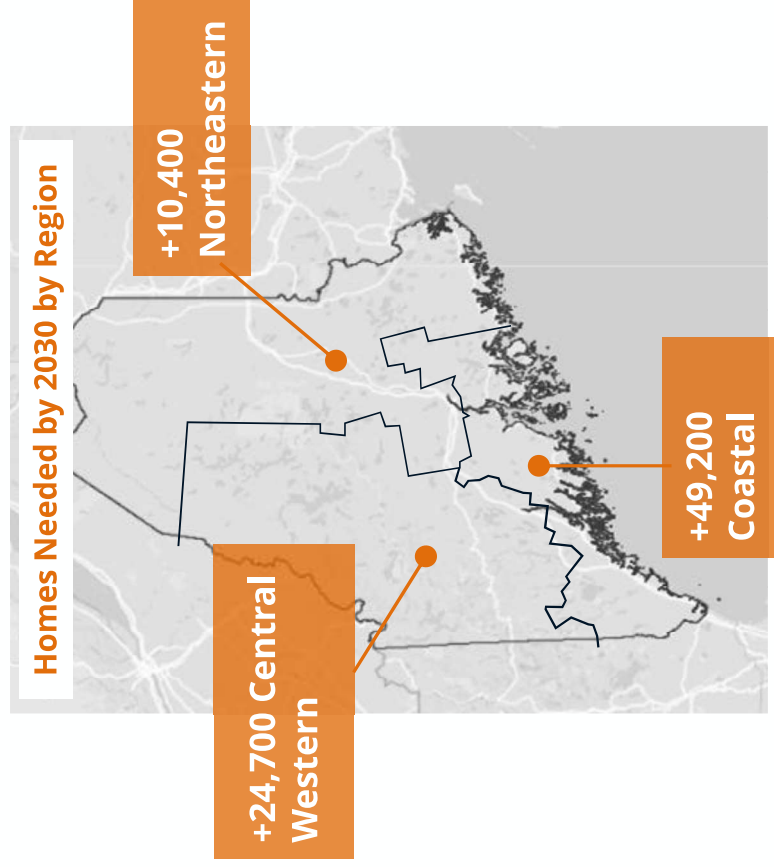 Homes Needed by 2030 by Region
+10,400
Northeastern
+24,700 Central
Western
+49,200
Coastal